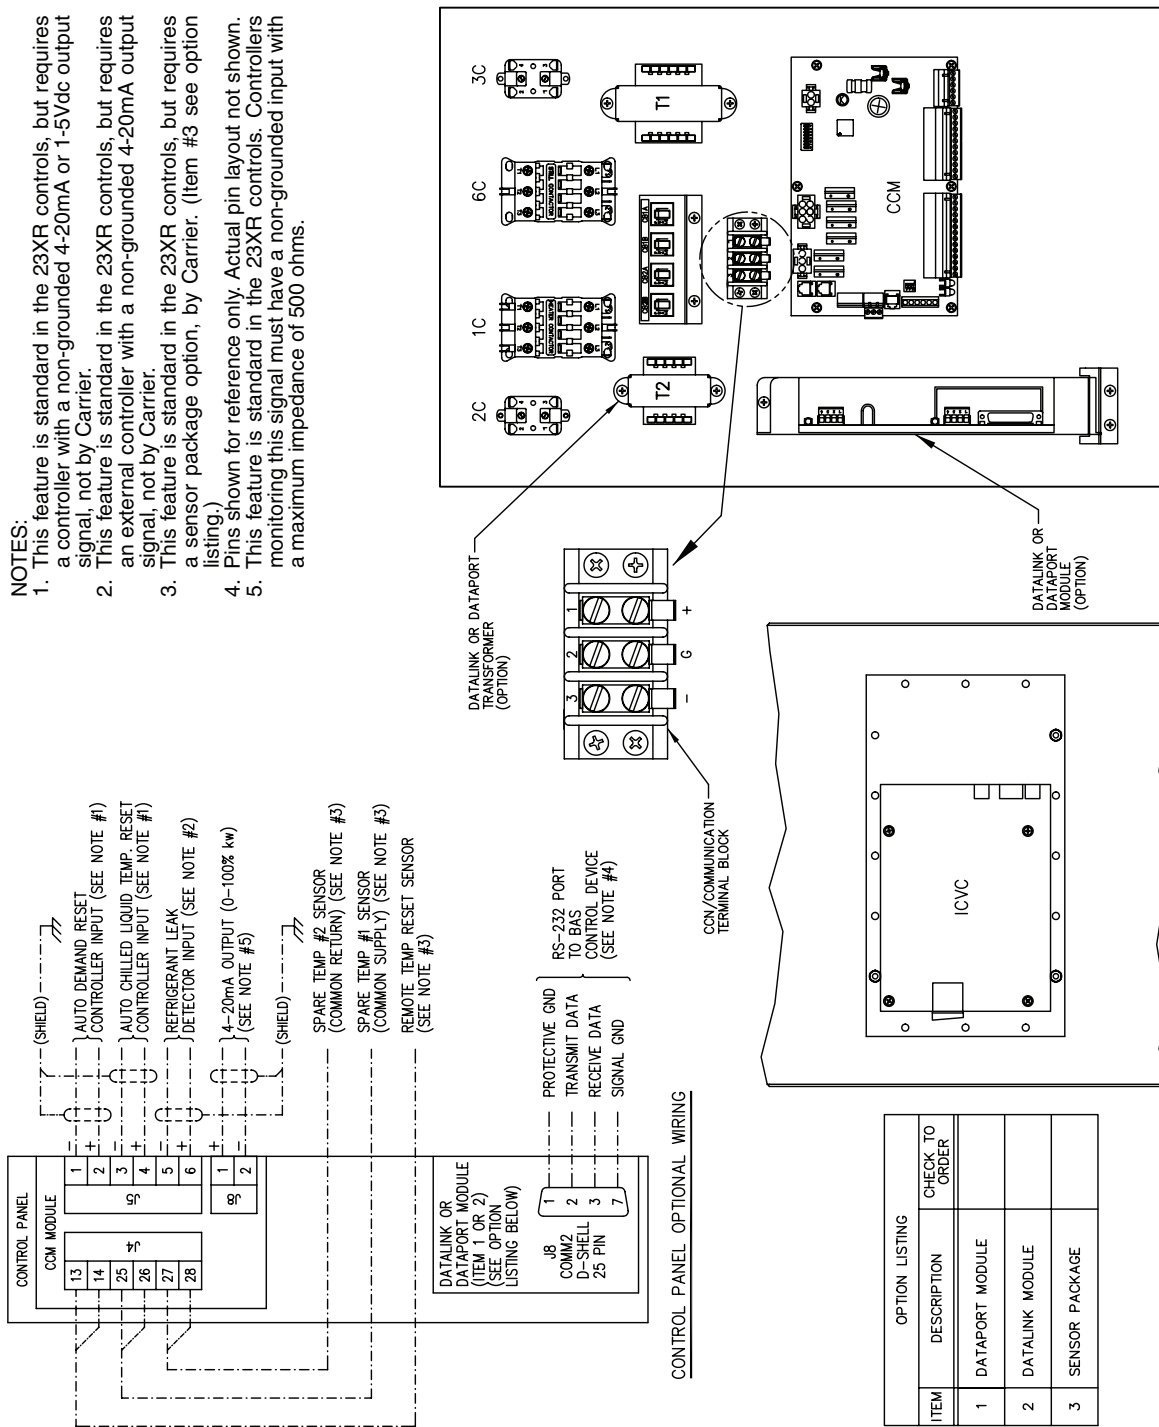 NOTES:
1. This feature is standard in the 23XR controls, but requires
a controller with a non-grounded 4-20mA or 1-5Vdc output
signal, not by Carrier.
2. This feature is standard in the 23XR controls, but requires
an external controller with a non-grounded 4-20mA output
signal, not by Carrier.
3. This feature is standard in the 23XR controls, but requires
a sensor package option, by Carrier. (Item #3 see option
listing.)
4. Pins shown for reference only. Actual pin layout not shown.
5. This feature is standard in the 23XR controls. Controllers
monitoring this signal must have a non-grounded input with
a maximum impedance of 500 ohms.
CONTROL PANEL
CCM MODULE
J4
13
14
25
26
27
28
J5
1 -
2 +
3 -
4 +
5 -
6 +
J6
1 +
2 -
(SHIELD)
AUTO DEMAND RESET
CONTROLLER INPUT (SEE NOTE #1)
AUTO CHILLED LIQUID TEMP. RESET
CONTROLLER INPUT (SEE NOTE #1)
REFRIGERANT LEAK
DETECTOR INPUT (SEE NOTE #2)
4-20mA OUTPUT (0-100% kw)
(SEE NOTE #5)
(SHIELD)
SPARE TEMP #2 SENSOR
(COMMON RETURN) (SEE NOTE #3)
SPARE TEMP #1 SENSOR
(COMMON SUPPLY) (SEE NOTE #3)
REMOTE TEMP RESET SENSOR
(SEE NOTE #3)
DATALINK OR
DATAPORT MODULE
(ITEM 1 OR 2)
(SEE OPTION
LISTING BELOW)
J8
COMM2
D-SHELL
25 PIN
1 PROTECTIVE GND
2 TRANSMIT DATA
3 RECEIVE DATA
7 SIGNAL GND
RS-232 PORT
TO BAS
CONTROL DEVICE
(SEE NOTE #4)
CONTROL PANEL OPTIONAL WIRING
2C
1C
6C
3C
HEATER CONTACTOR
T2
T1
CCM
DATALINK OR DATAPORT
TRANSFORMER
(OPTION)
3
2
1
-
G
+
CCN/COMMUNICATION
TERMINAL BLOCK
DATALINK OR
DATAPORT
MODULE
(OPTION)
ICVC
OPTION LISTING
ITEM DESCRIPTION CHECK TO
ORDER
1 DATAPORT MODULE
2 DATALINK MODULE
3 SENSOR PACKAGE